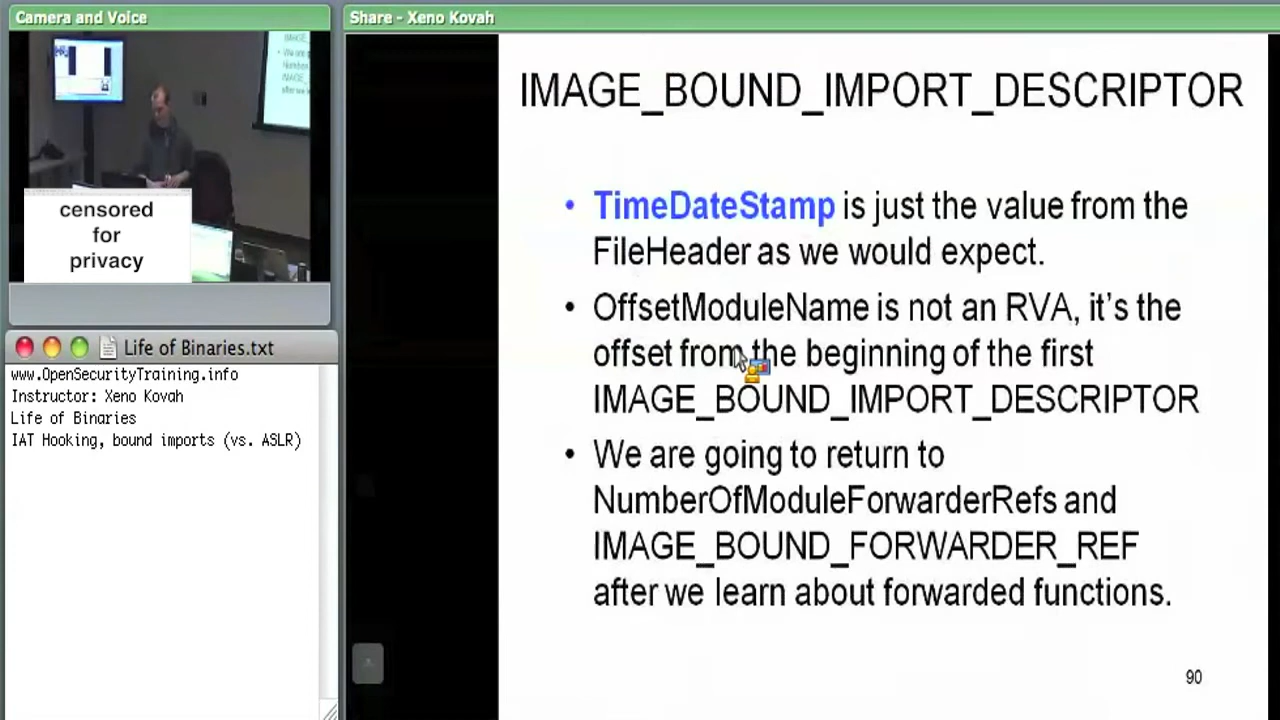 Camera and Voice
Share - Xeno Kovah
censored
for
privacy
Life of Binaries.txt
www.OpenSecurityTraining.info
Instructor: Xeno Kovah
Life of Binaries
IAT Hooking, bound imports (vs. ASLR)
IMAGE_BOUND_IMPORT_DESCRIPTOR
• TimeDateStamp is just the value from the
FileHeader as we would expect.
• OffsetModuleName is not an RVA, it's the
offset from the beginning of the first
IMAGE_BOUND_IMPORT_DESCRIPTOR
• We are going to return to
NumberOfModuleForwarderRefs and
IMAGE_BOUND_FORWARDER_REF
after we learn about forwarded functions.
90